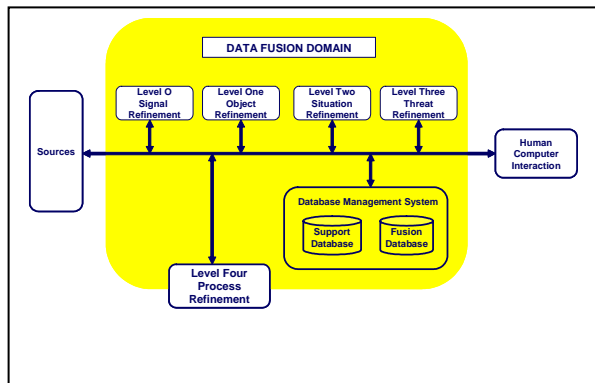 DATA FUSION DOMAIN
Level O
Signal
Refinement
Level One
Object
Refinement
Level Two
Situation
Refinement
Level Three
Threat
Refinement
Sources
Human
Computer
Interaction
Database Management System
Support
Database
Fusion
Database
Level Four
Process
Refinement